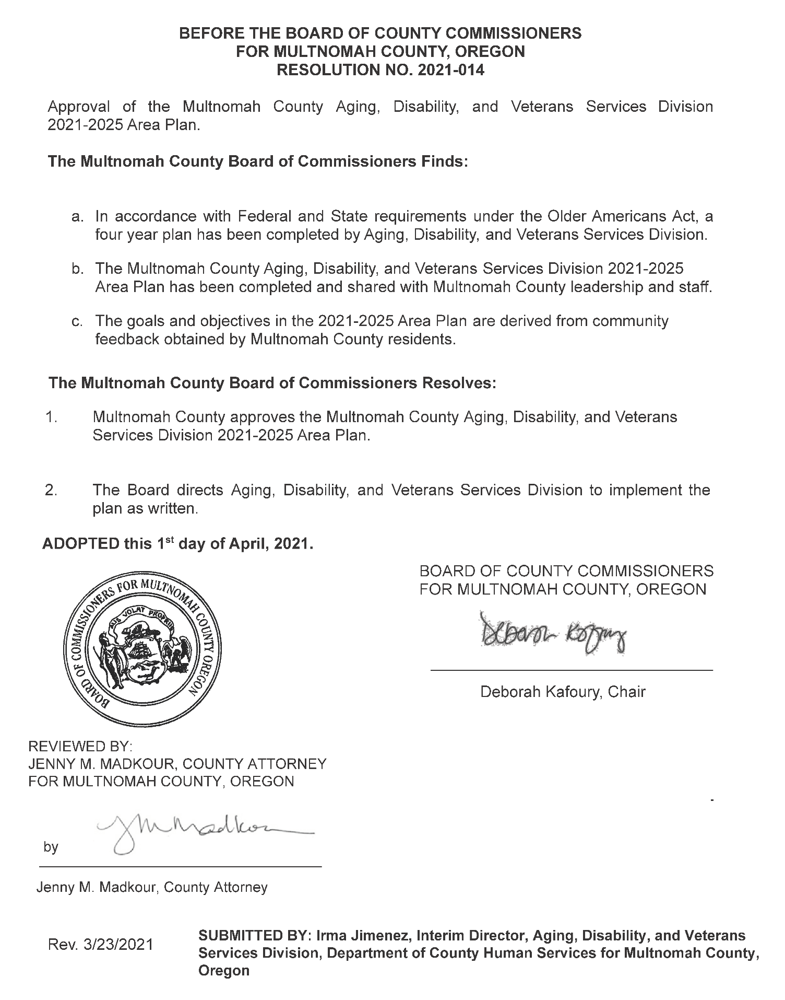 BEFORE THE BOARD OF COUNTY COMMISSIONERS
FOR MULTNOMAH COUNTY, OREGON
RESOLUTION NO. 2021-014
Approval of the Multnomah County Aging, Disability, and Veterans Services Division
2021-2025 Area Plan.
The Multnomah County Board of Commissioners Finds:
a. In accordance with Federal and State requirements under the Older Americans Act, a
four year plan has been completed by Aging, Disability, and Veterans Services Division.
b. The Multnomah County Aging, Disability, and Veterans Services Division 2021-2025
Area Plan has been completed and shared with Multnomah County leadership and staff.
c. The goals and objectives in the 2021-2025 Area Plan are derived from community
feedback obtained by Multnomah County residents.
The Multnomah County Board of Commissioners Resolves:
1. Multnomah County approves the Multnomah County Aging, Disability, and Veterans
Services Division 2021-2025 Area Plan.
2. The Board directs Aging, Disability, and Veterans Services Division to implement the
plan as written.
ADOPTED this 1st day of April, 2021.
BOARD OF COUNTY COMMISSIONERS
FOR MULTNOMAH COUNTY, OREGON
BOARD OF COMMISSIONERS FOR MULTNOMAH COUNTY OREGON
ALIS VOLAT PROPRIIS
Deborah Kafoury
Deborah Kafoury, Chair
REVIEWED BY:
JENNY M. MADKOUR, COUNTY ATTORNEY
FOR MULTNOMAH COUNTY, OREGON
by JM Madkour
Jenny M. Madkour, County Attorney
Rev. 3/23/2021
SUBMITTED BY: Irma Jimenez, Interim Director, Aging, Disability, and Veterans
Services Division, Department of County Human Services for Multnomah County,
Oregon